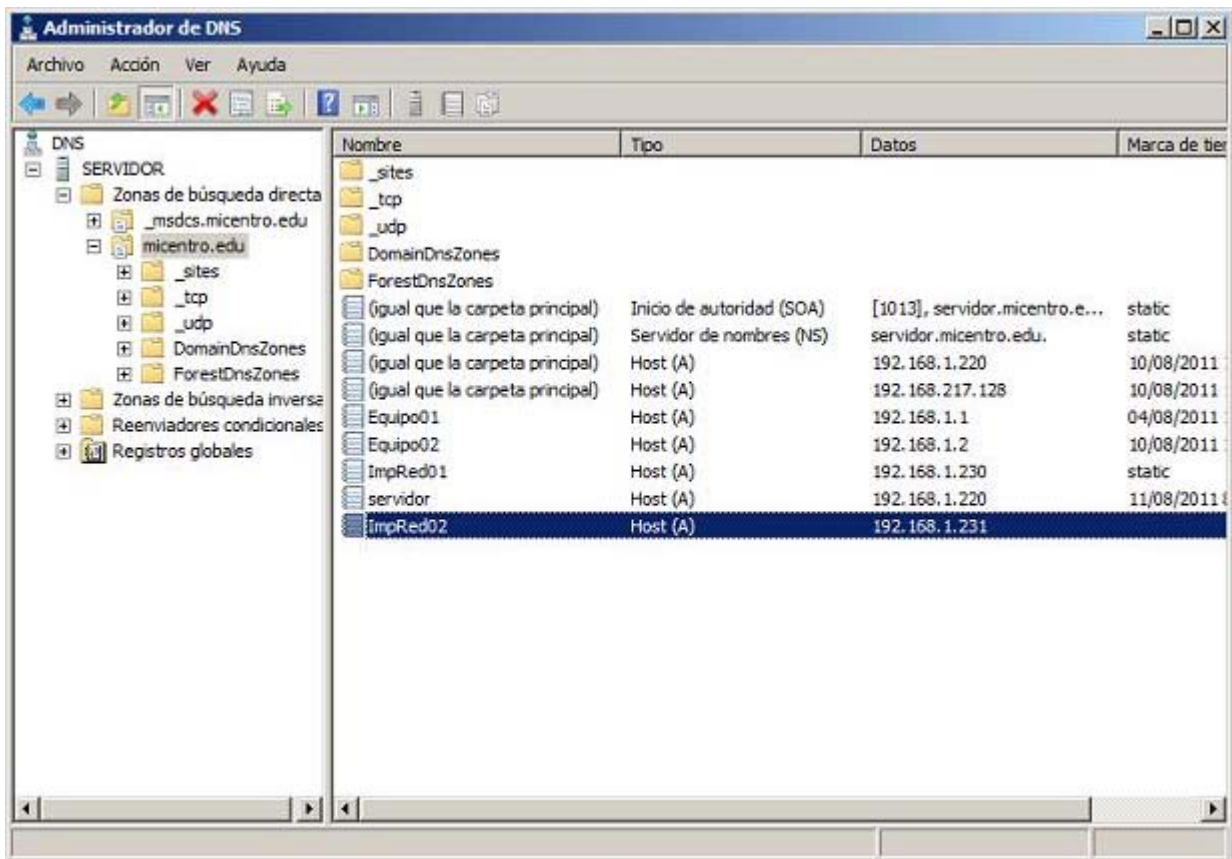 Administrador de DNS
Archivo Acción Ver Ayuda
DNS
SERVIDOR
Zonas de búsqueda directa
_msdcs.micentro.edu
micentro.edu
_sites
_tcp
_udp
DomainDnsZones
ForestDnsZones
Zonas de búsqueda inversa
Reenviadores condicionales
Registros globales
Nombre Tipo Datos Marca de tier
_sites
_tcp
_udp
DomainDnsZones
ForestDnsZones
(igual que la carpeta principal) Inicio de autoridad (SOA) [1013], servidor.micentro.e... static
(igual que la carpeta principal) Servidor de nombres (NS) servidor.micentro.edu. static
(igual que la carpeta principal) Host (A) 192.168.1.220 10/08/2011
(igual que la carpeta principal) Host (A) 192.168.217.128 10/08/2011
Equipo01 Host (A) 192.168.1.1 04/08/2011
Equipo02 Host (A) 192.168.1.2 10/08/2011
ImpRed01 Host (A) 192.168.1.230 static
servidor Host (A) 192.168.1.220 11/08/2011
ImpRed02 Host (A) 192.168.1.231